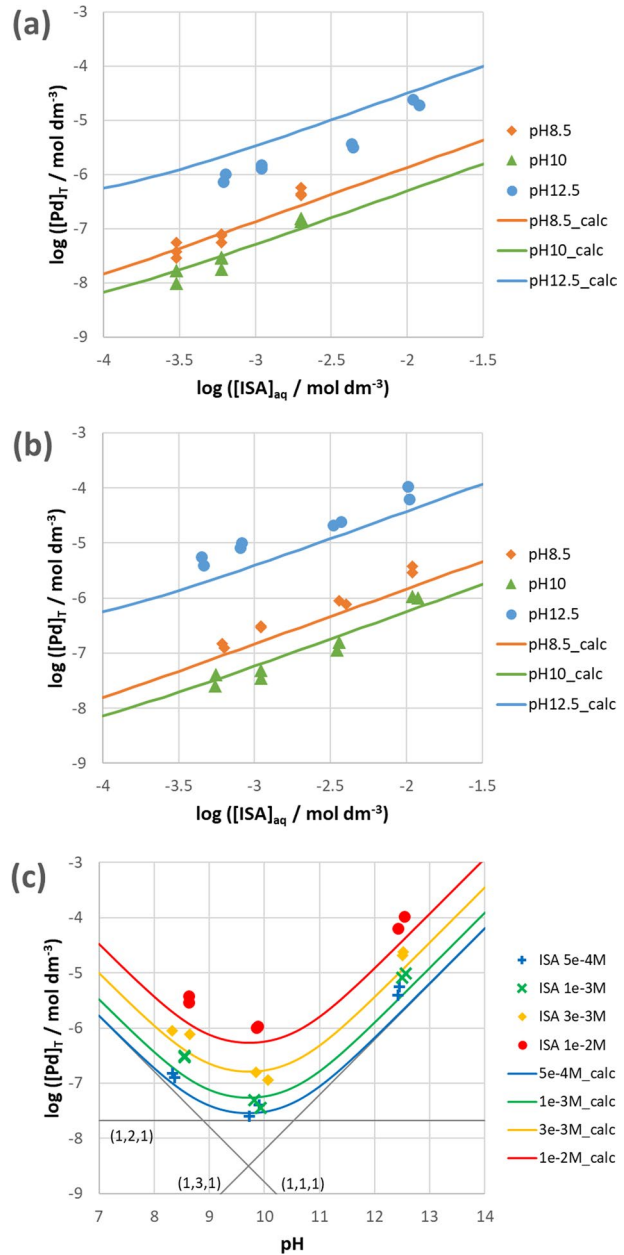 (a)
-3
-4
-5
-6
-7
-8
-9
log ([Pd]T / mol dm-3)
-4 -3.5 -3 -2.5 -2 -1.5
log ([ISA]aq / mol dm-3)
pH8.5
pH10
pH12.5
pH8.5_calc
pH10_calc
pH12.5_calc
(b)
-3
-4
-5
-6
-7
-8
-9
log ([Pd]T / mol dm-3)
-4 -3.5 -3 -2.5 -2 -1.5
log ([ISA]aq / mol dm-3)
pH8.5
pH10
pH12.5
pH8.5_calc
pH10_calc
pH12.5_calc
(c)
-3
-4
-5
-6
-7
-8
-9
log ([Pd]T / mol dm-3)
(1,2,1)
(1,3,1) (1,1,1)
7 8 9 10 11 12 13 14
pH
ISA 5e-4M
ISA 1e-3M
ISA 3e-3M
ISA 1e-2M
5e-4M_calc
1e-3M_calc
3e-3M_calc
1e-2M_calc